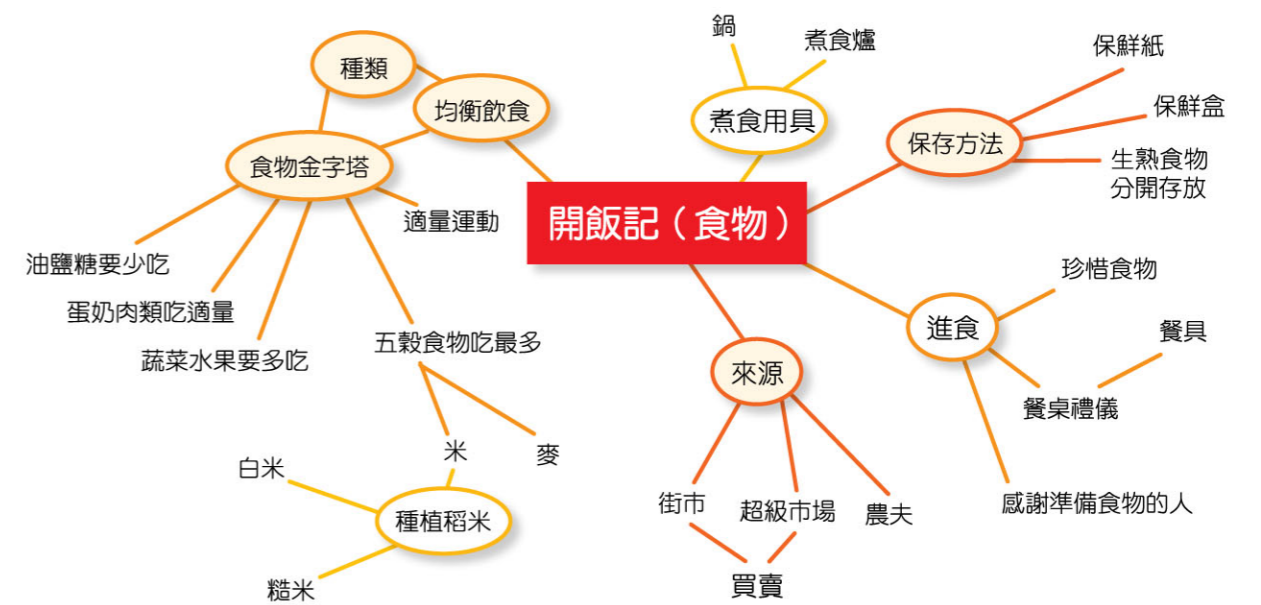 開飯記（食物）
均衡飲食
種類
食物金字塔
適量運動
油鹽糖要少吃
蛋奶肉類吃適量
蔬菜水果要多吃
五穀食物吃最多
米
麥
種植稻米
白米
糙米
煮食用具
鍋
煮食爐
保存方法
保鮮紙
保鮮盒
生熟食物
分開存放
進食
珍惜食物
餐桌禮儀
餐具
感謝準備食物的人
來源
街市
超級市場
農夫
買賣